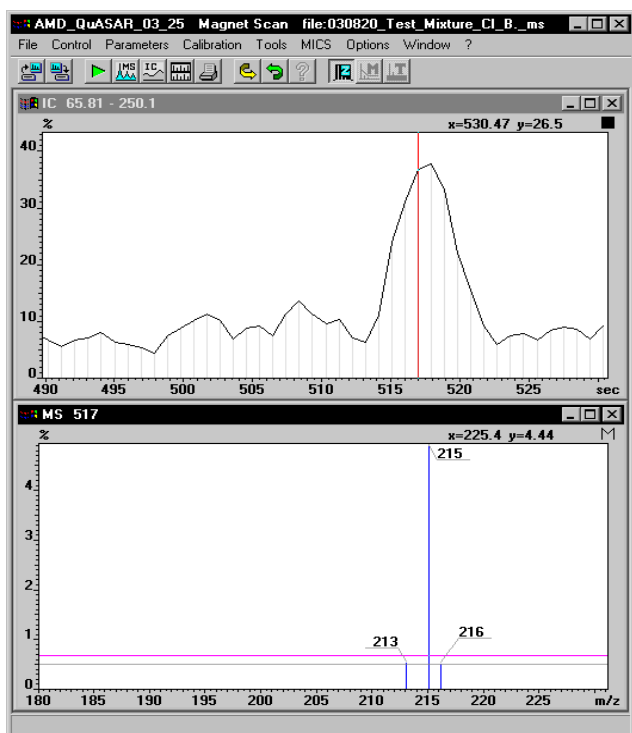 AMD_QuASAR_03_25 Magnet Scan file:030820_Test_Mixture_CI_B._ms
File Control Parameters Calibration Tools MICS Options Window ?
IC 65.81 - 250.1
% x=530.47 y=26.5
40
30
20
10
0
490 495 500 505 510 515 520 525 sec
MS 517
% x=225.4 y=4.44 M
215
4
3
2
1
213 216
0
180 185 190 195 200 205 210 215 220 225 m/z